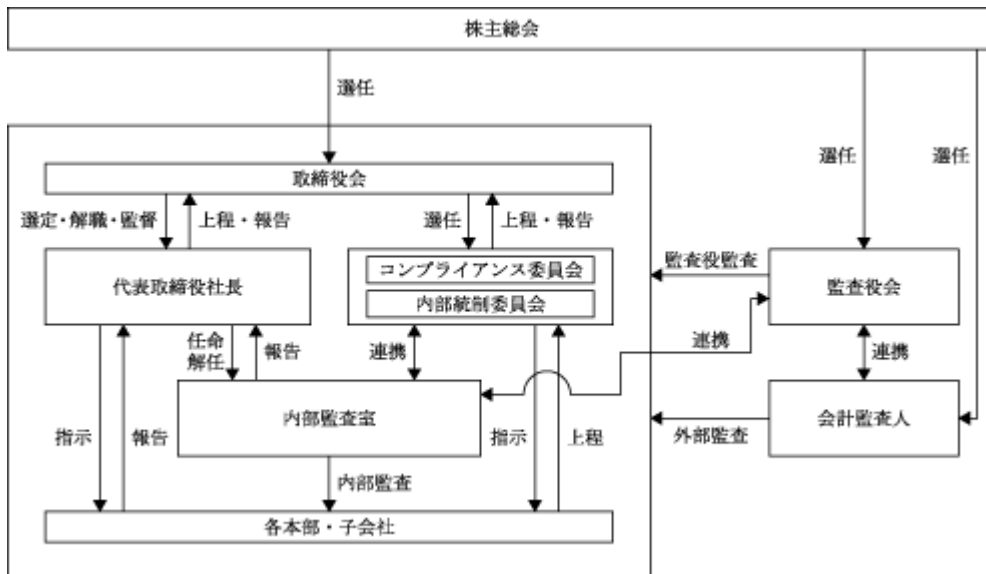 株主総会
選任
選任
選任
取締役会
選定・解職・監督
上程・報告
選任
上程・報告
代表取締役社長
コンプライアンス委員会
内部統制委員会
監査役監査
監査役会
任命
解任
報告
連携
連携
連携
内部監査室
会計監査人
指示
報告
指示
上程
外部監査
内部監査
各本部・子会社